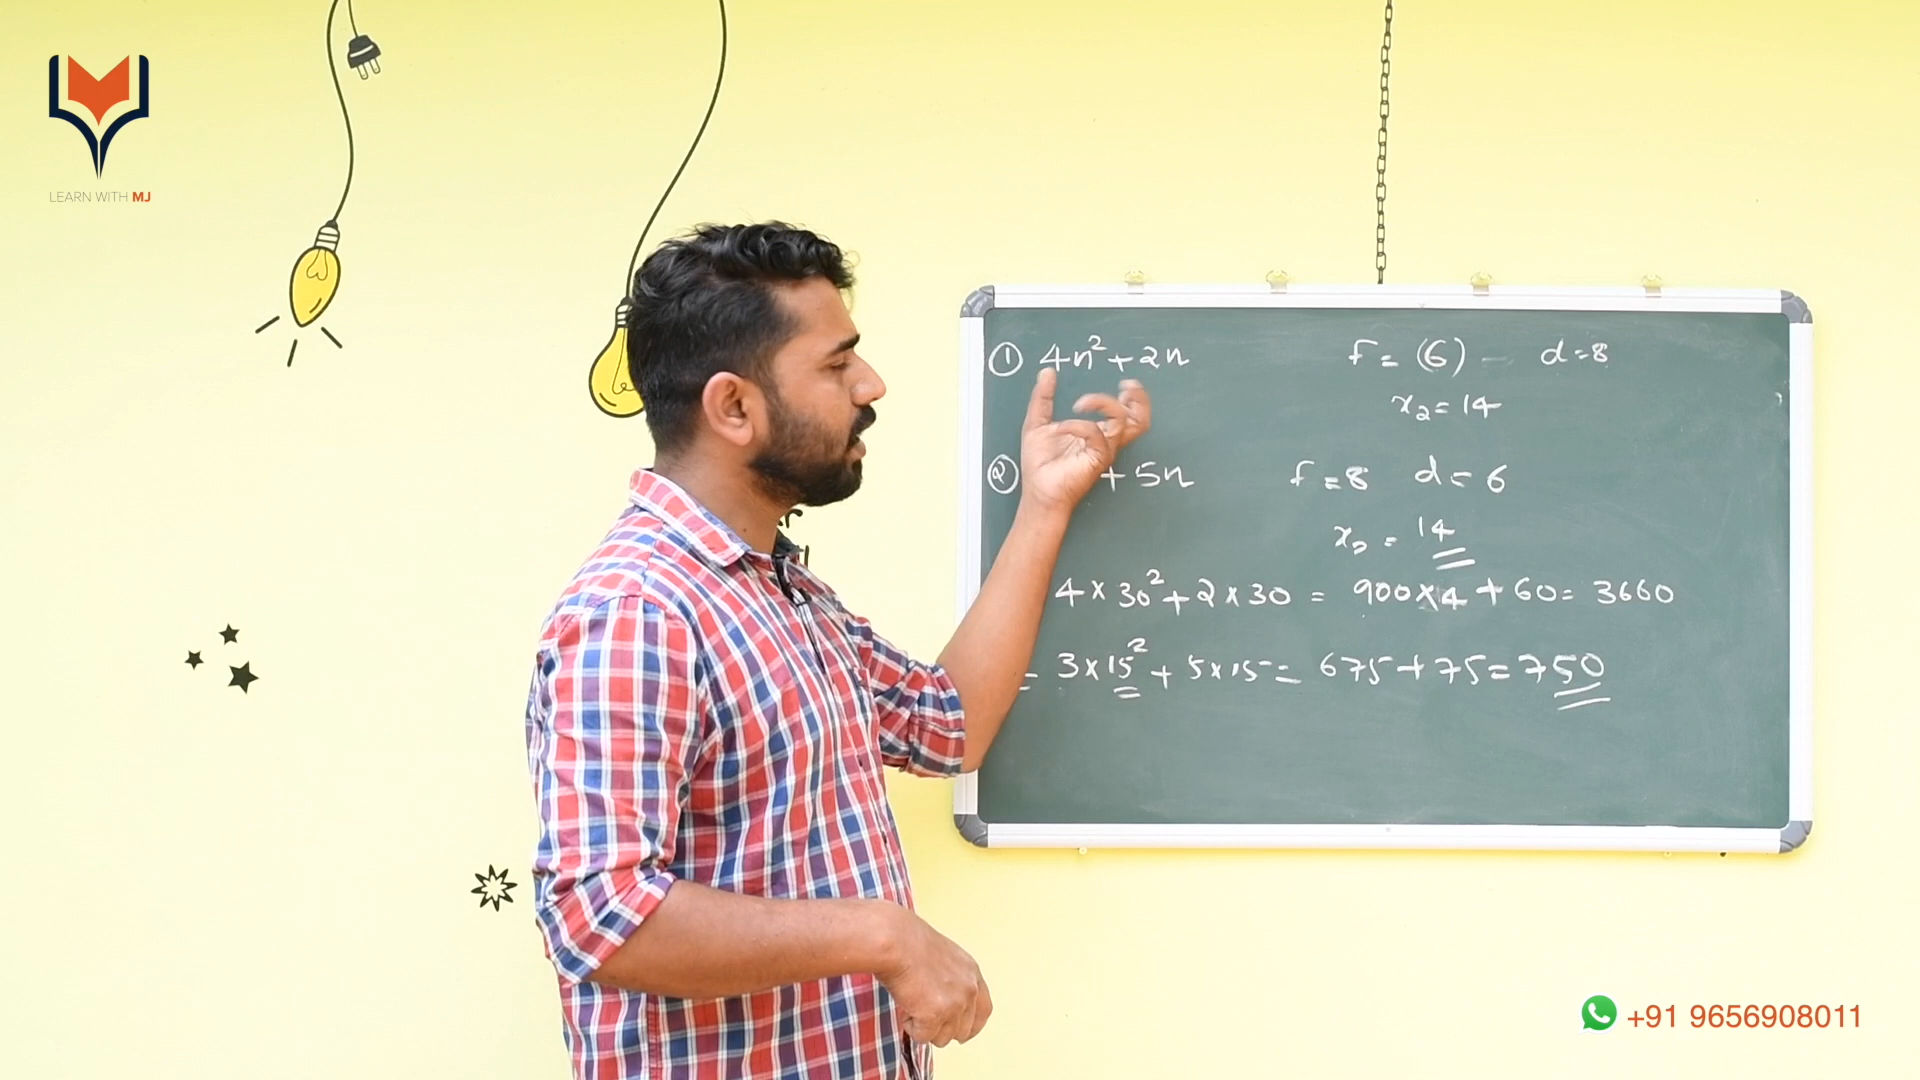 LEARN WITH MJ
① 4n²+2n f = (6) d=8
x₂= 14
② +5n f=8 d= 6
= 14
4×30²+2×30 = 900×4+60= 3660
= 3×15²+5×15= 675+75=750
+91 9656908011